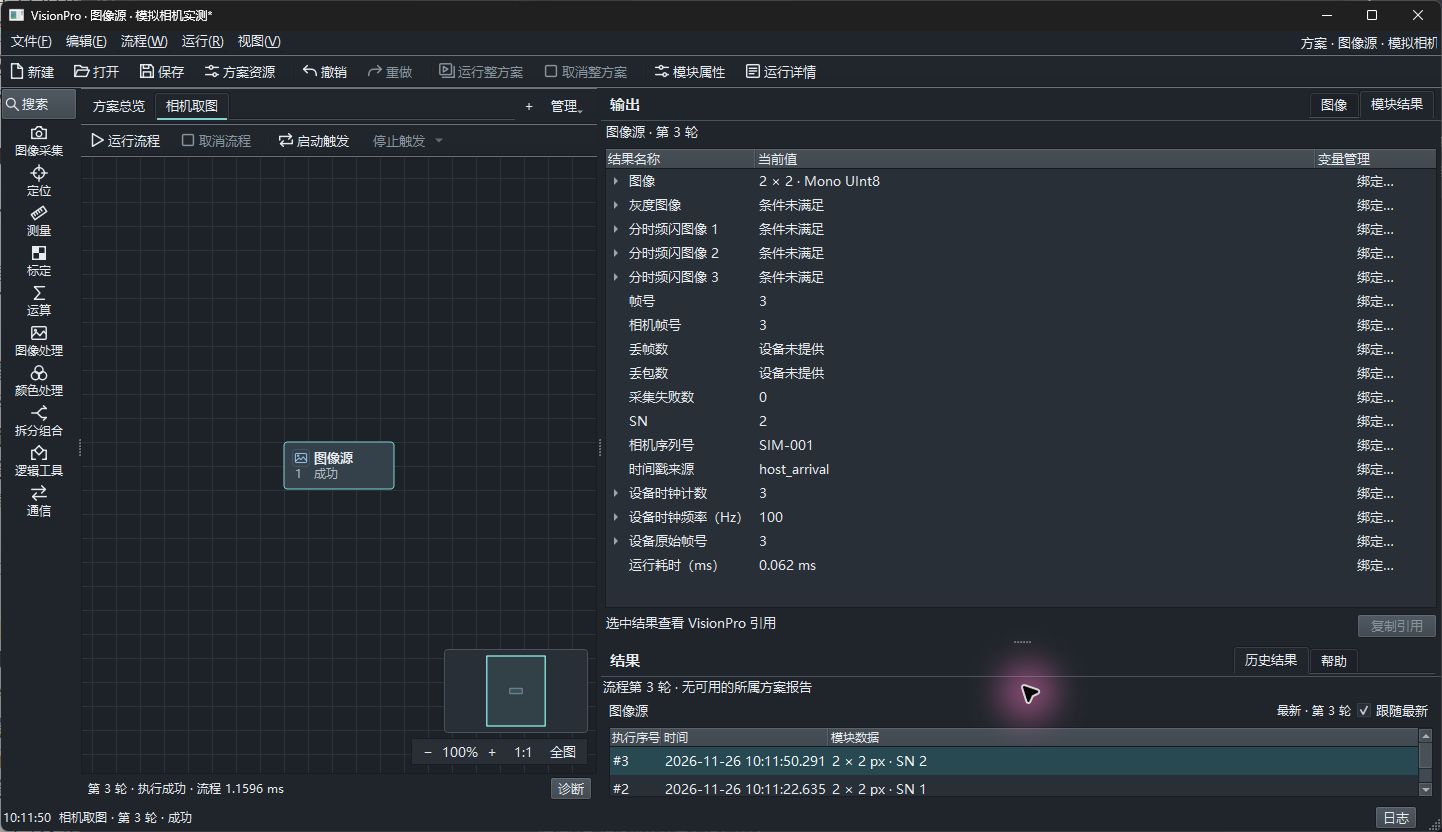 VisionPro · 图像源 · 模拟相机实测*
文件(F) 编辑(E) 流程(W) 运行(R) 视图(V)
方案 · 图像源 · 模拟相机
新建 打开 保存 方案资源 撤销 重做 运行整方案 取消整方案 模块属性 运行详情
搜索
图像采集
定位
测量
标定
运算
图像处理
颜色处理
拆分组合
逻辑工具
通信
方案总览 相机取图 + 管理
运行流程 取消流程 启动触发 停止触发
图像源
1 成功
− 100% + 1:1 全图
第 3 轮 · 执行成功 · 流程 1.1596 ms
诊断
输出
图像 模块结果
图像源 · 第 3 轮
结果名称 当前值 变量管理
图像 2 × 2 · Mono UInt8 绑定...
灰度图像 条件未满足 绑定...
分时频闪图像 1 条件未满足 绑定...
分时频闪图像 2 条件未满足 绑定...
分时频闪图像 3 条件未满足 绑定...
帧号 3 绑定...
相机帧号 3 绑定...
丢帧数 设备未提供 绑定...
丢包数 设备未提供 绑定...
采集失败数 0 绑定...
SN 2 绑定...
相机序列号 SIM-001 绑定...
时间戳来源 host_arrival 绑定...
设备时钟计数 3 绑定...
设备时钟频率（Hz） 100 绑定...
设备原始帧号 3 绑定...
运行耗时（ms） 0.062 ms 绑定...
选中结果查看 VisionPro 引用
复制引用
结果
历史结果 帮助
流程第 3 轮 · 无可用的所属方案报告
图像源
最新 · 第 3 轮 跟随最新
执行序号 时间 模块数据
#3 2026-11-26 10:11:50.291 2 × 2 px · SN 2
#2 2026-11-26 10:11:22.635 2 × 2 px · SN 1
10:11:50 相机取图 · 第 3 轮 · 成功
日志